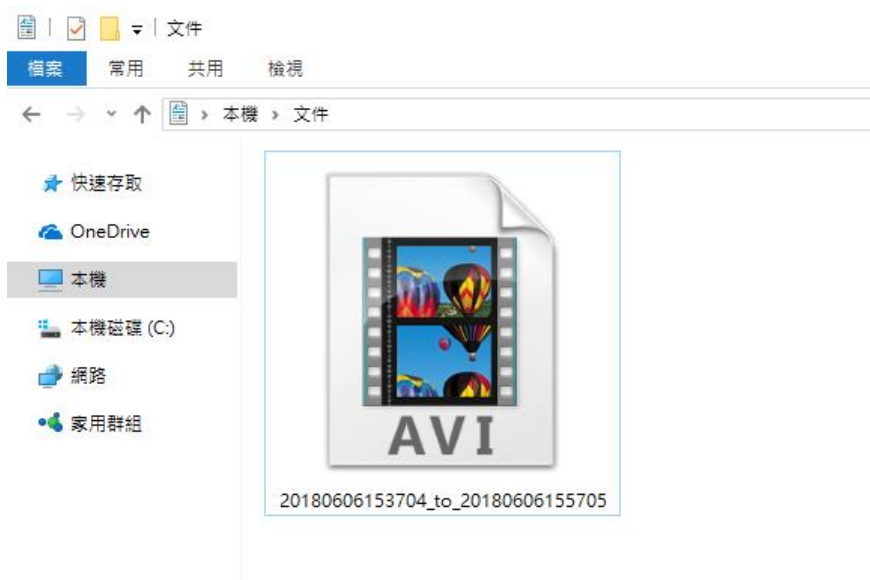 文件
檔案 常用 共用 檢視
本機 文件
快速存取
OneDrive
本機
本機磁碟 (C:)
網路
家用群組
AVI
20180606153704_to_20180606155705